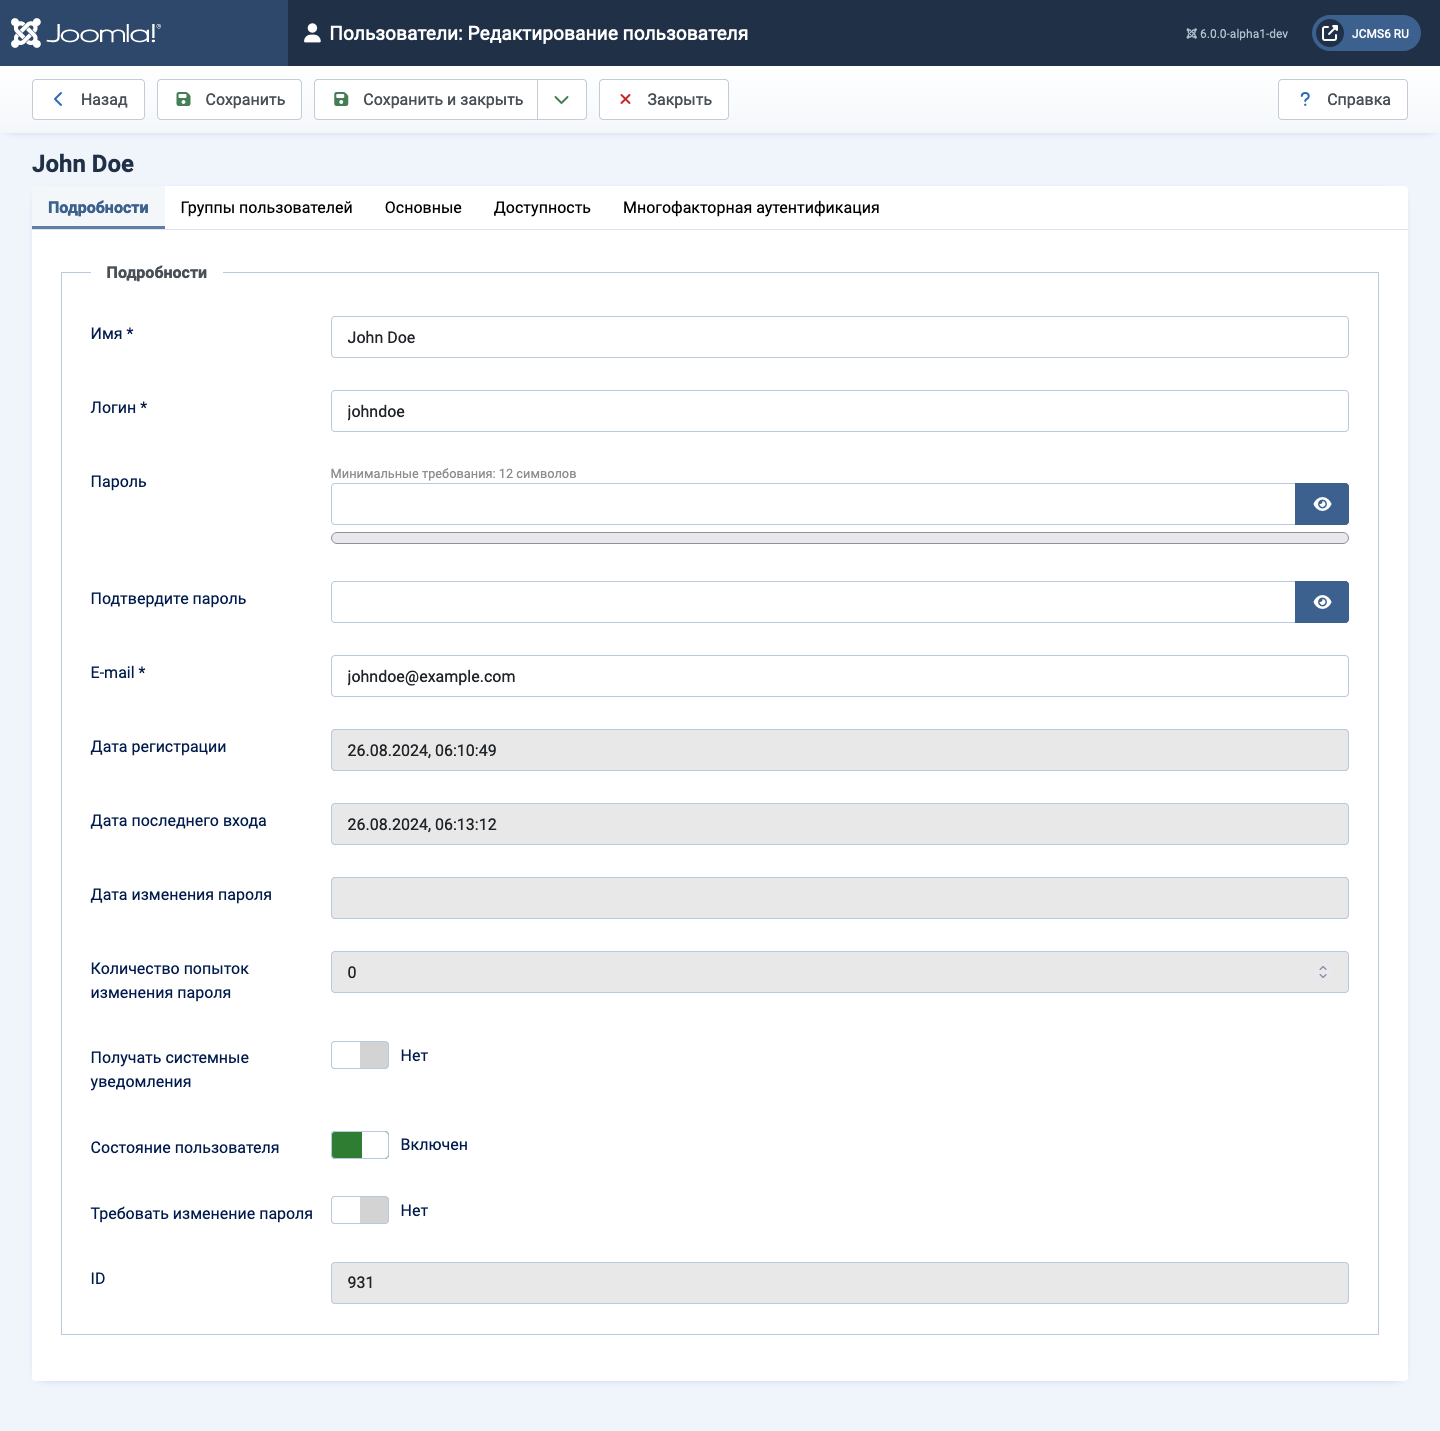 Joomla!®
Пользователи: Редактирование пользователя
6.0.0-alpha1-dev
JCMS6 RU
Назад
Сохранить
Сохранить и закрыть
Закрыть
? Справка
John Doe
Подробности
Группы пользователей
Основные
Доступность
Многофакторная аутентификация
Подробности
Имя *
John Doe
Логин *
johndoe
Пароль
Минимальные требования: 12 символов
Подтвердите пароль
E-mail *
johndoe@example.com
Дата регистрации
26.08.2024, 06:10:49
Дата последнего входа
26.08.2024, 06:13:12
Дата изменения пароля
Количество попыток
изменения пароля
0
Получать системные
уведомления
Нет
Состояние пользователя
Включен
Требовать изменение пароля
Нет
ID
931